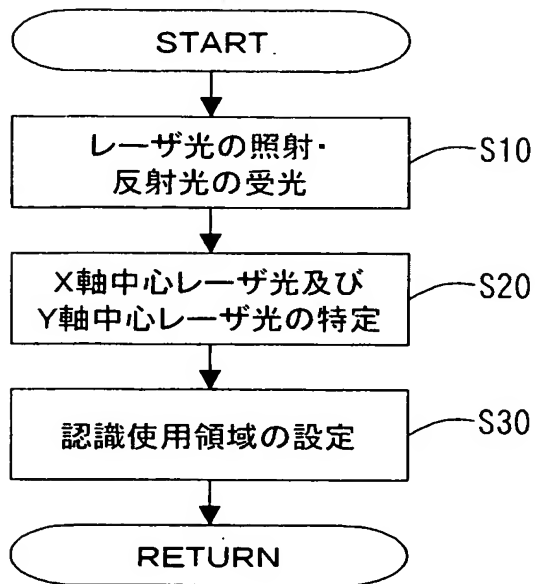 START
レーザ光の照射・
反射光の受光
S10
X軸中心レーザ光及び
Y軸中心レーザ光の特定
S20
認識使用領域の設定
S30
RETURN